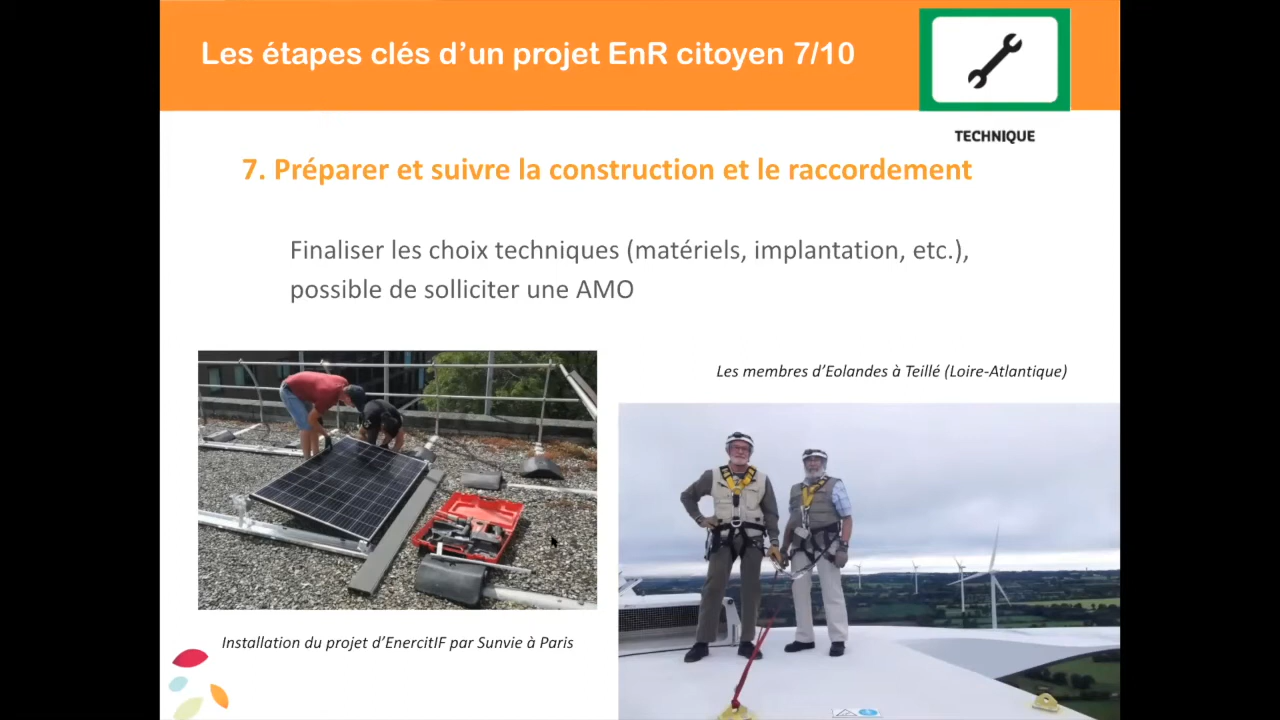 Les étapes clés d'un projet EnR citoyen 7/10
TECHNIQUE
7. Préparer et suivre la construction et le raccordement
Finaliser les choix techniques (matériels, implantation, etc.),
possible de solliciter une AMO
Les membres d'Eolandes à Teillé (Loire-Atlantique)
Installation du projet d'EnercitIF par Sunvie à Paris